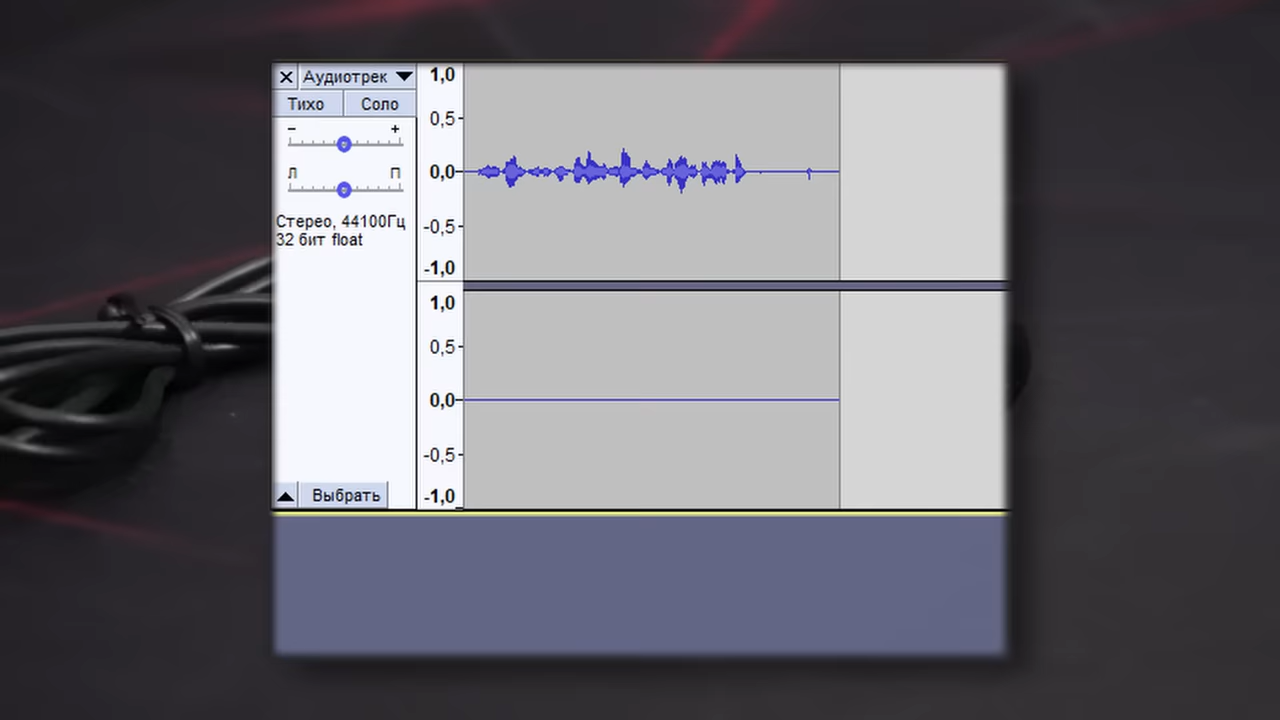 Аудиотрек
Тихо Соло
- +
Л П
Стерео, 44100Гц
32 бит float
Выбрать
1,0
0,5
0,0
-0,5
-1,0
1,0
0,5
0,0
-0,5
-1,0